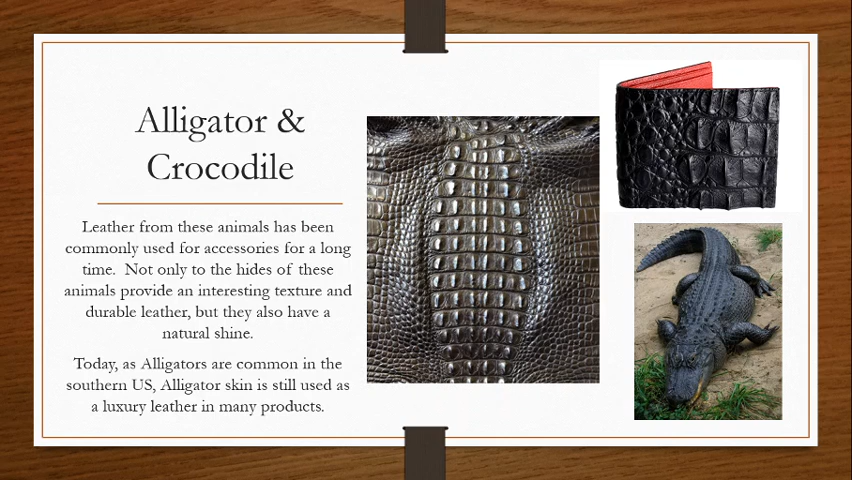 Alligator &
Crocodile
Leather from these animals has been
commonly used for accessories for a long
time.  Not only to the hides of these
animals provide an interesting texture and
durable leather, but they also have a
natural shine.
Today, as Alligators are common in the
southern US, Alligator skin is still used as
a luxury leather in many products.